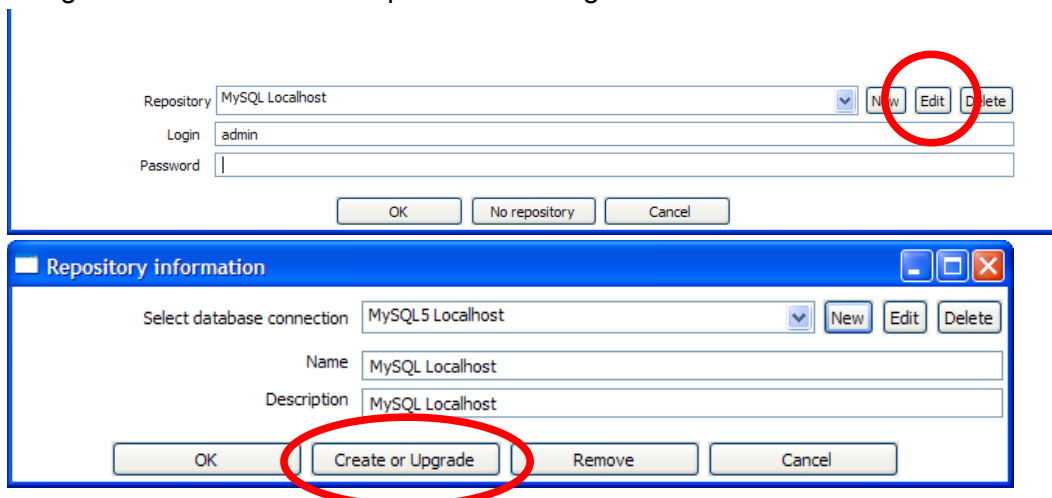 Repository MySQL Localhost New Edit Delete
Login admin
Password
OK No repository Cancel
Repository information
Select database connection MySQL5 Localhost New Edit Delete
Name MySQL Localhost
Description MySQL Localhost
OK Create or Upgrade Remove Cancel